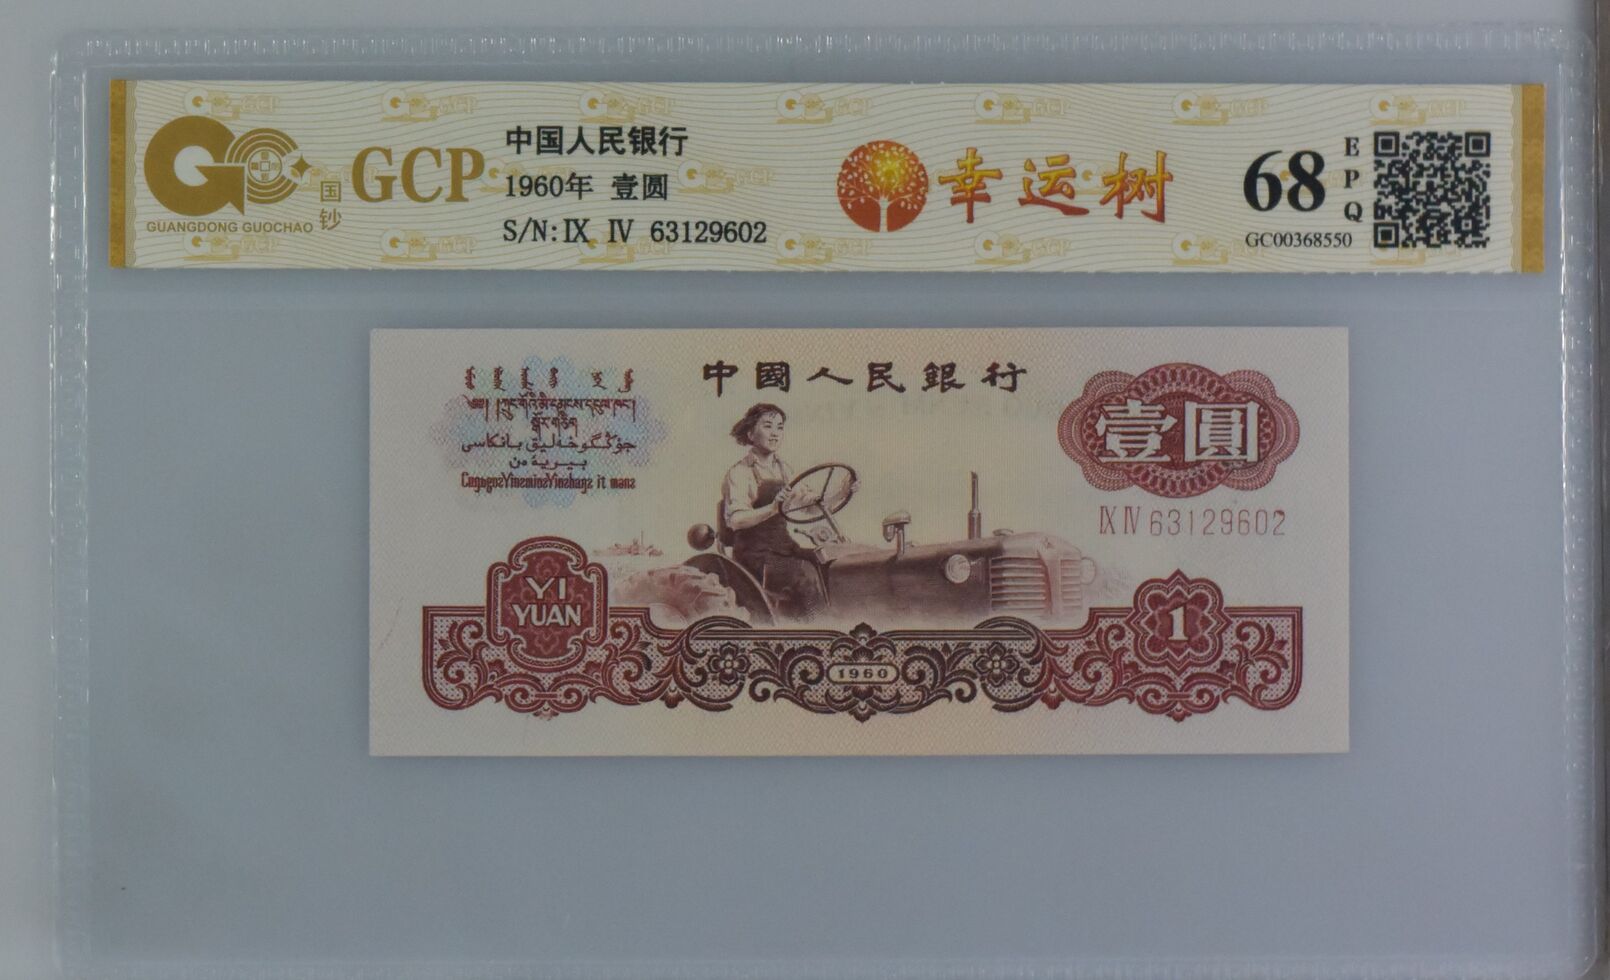 GUANGDONG GUOCHAO
国钞
GCP
中国人民银行
1960年 壹圆
S/N:Ⅸ Ⅳ 63129602
幸运树
68
EPQ
GC00368550
中國人民銀行
壹圓
Ⅸ Ⅳ 63129602
YI
YUAN
1960
1